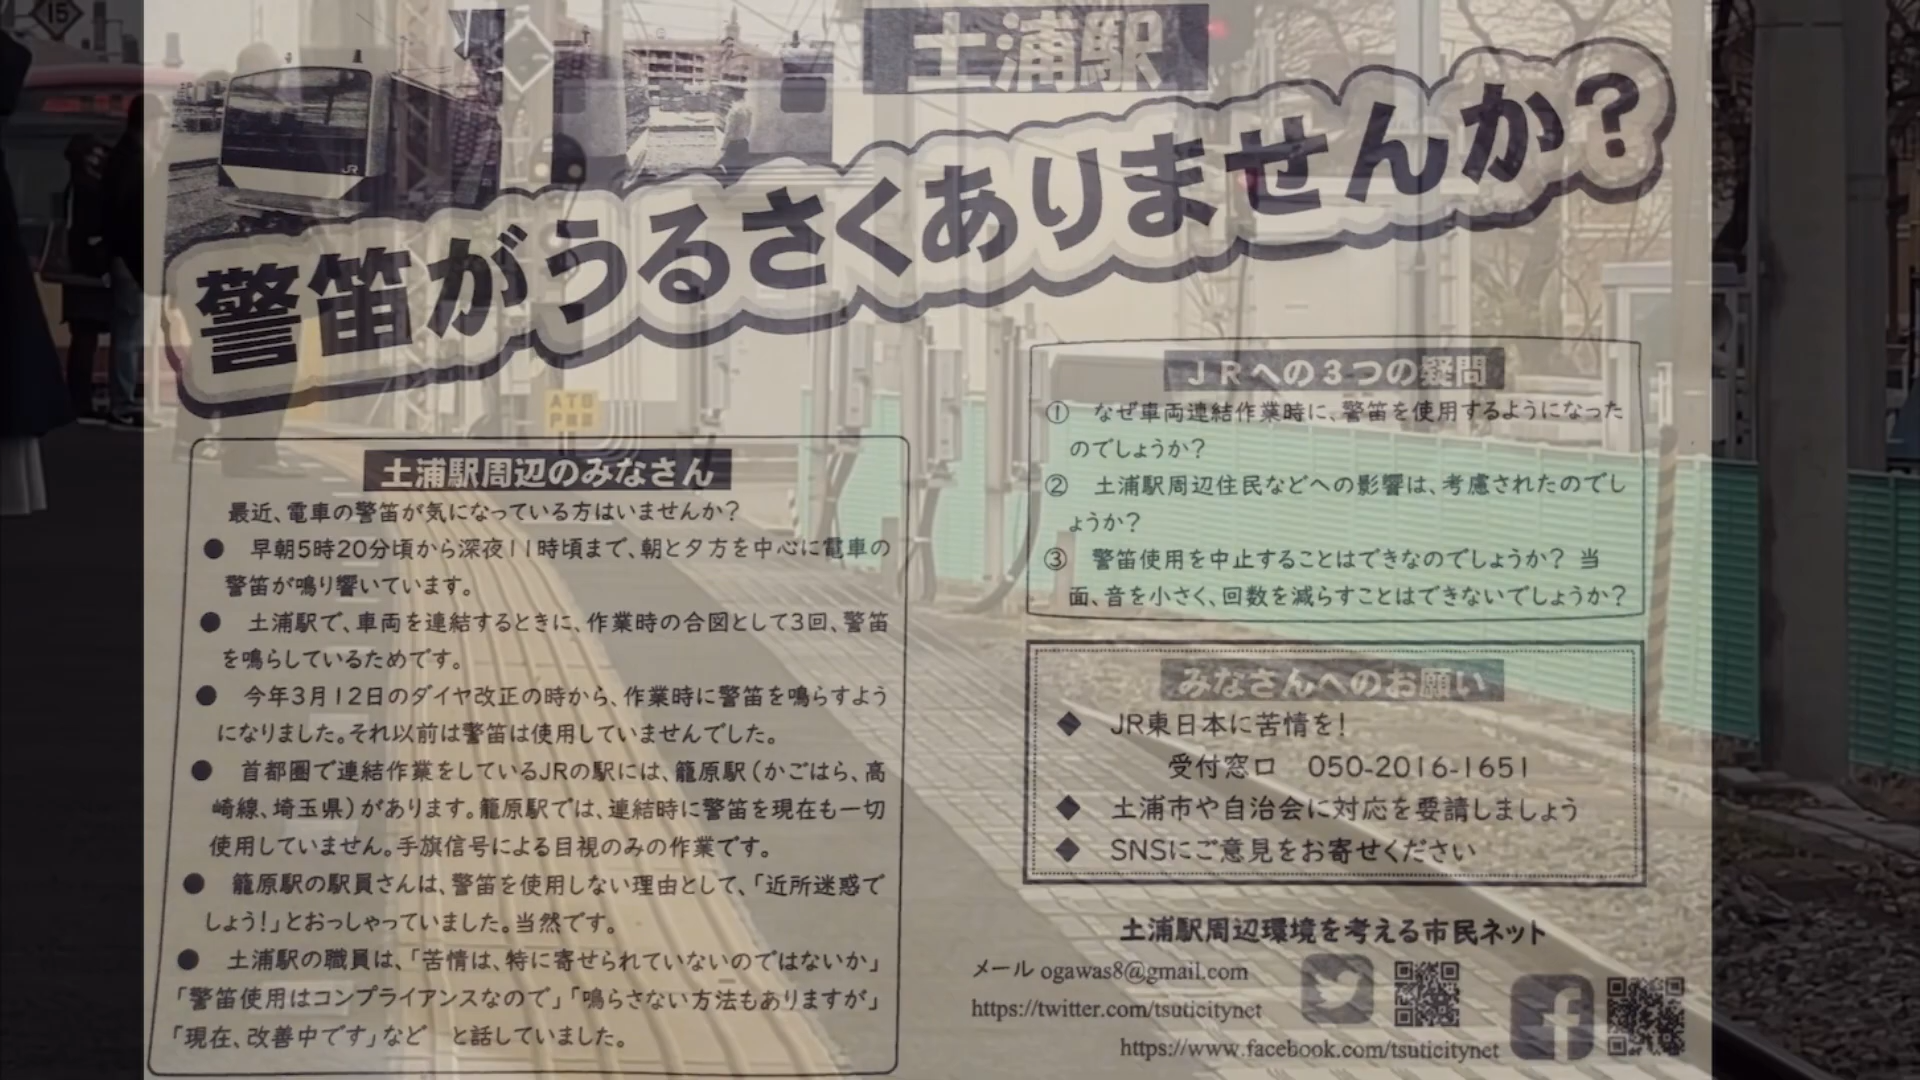 15
土浦駅
警笛がうるさくありませんか?
JR
ATS
土浦駅周辺のみなさん
最近、電車の警笛が気になっている方はいませんか?
● 早朝5時20分頃から深夜11時頃まで、朝と夕方を中心に電車の
警笛が鳴り響いています。
● 土浦駅で、車両を連結するときに、作業時の合図として3回、警笛
を鳴らしているためです。
● 今年3月12日のダイヤ改正の時から、作業時に警笛を鳴らすよう
になりました。それ以前は警笛は使用していませんでした。
● 首都圏で連結作業をしているJRの駅には、籠原駅(かごはら、高
崎線、埼玉県)があります。籠原駅では、連結時に警笛を現在も一切
使用していません。手旗信号による目視のみの作業です。
● 籠原駅の駅員さんは、警笛を使用しない理由として、「近所迷惑で
しょう!」とおっしゃっていました。当然です。
● 土浦駅の職員は、「苦情は、特に寄せられていないのではないか」
「警笛使用はコンプライアンスなので」「鳴らさない方法もありますが」
「現在、改善中です」など と話していました。
JRへの3つの疑問
① なぜ車両連結作業時に、警笛を使用するようになった
のでしょうか?
② 土浦駅周辺住民などへの影響は、考慮されたのでし
ょうか?
③ 警笛使用を中止することはできなのでしょうか? 当
面、音を小さく、回数を減らすことはできないでしょうか?
みなさんへのお願い
◆ JR東日本に苦情を!
受付窓口 050-2016-1651
◆ 土浦市や自治会に対応を要請しましょう
◆ SNSにご意見をお寄せください
土浦駅周辺環境を考える市民ネット
メール ogawas8@gmail.com
https://twitter.com/tsuticitynet
https://www.facebook.com/tsuticitynet